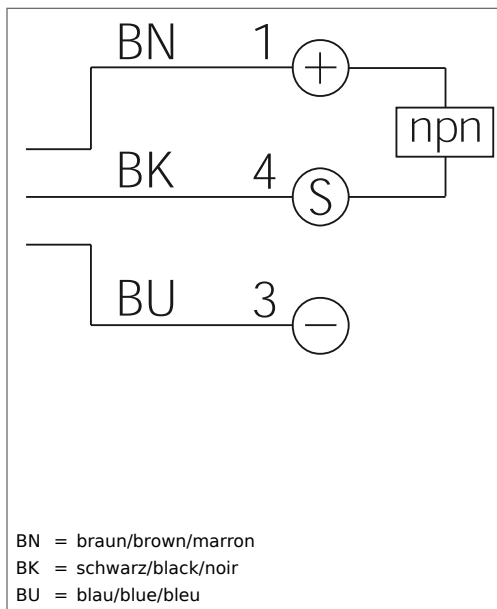 BN 1 +
npn
BK 4 S
BU 3 −
BN = braun/brown/marron
BK = schwarz/black/noir
BU = blau/blue/bleu